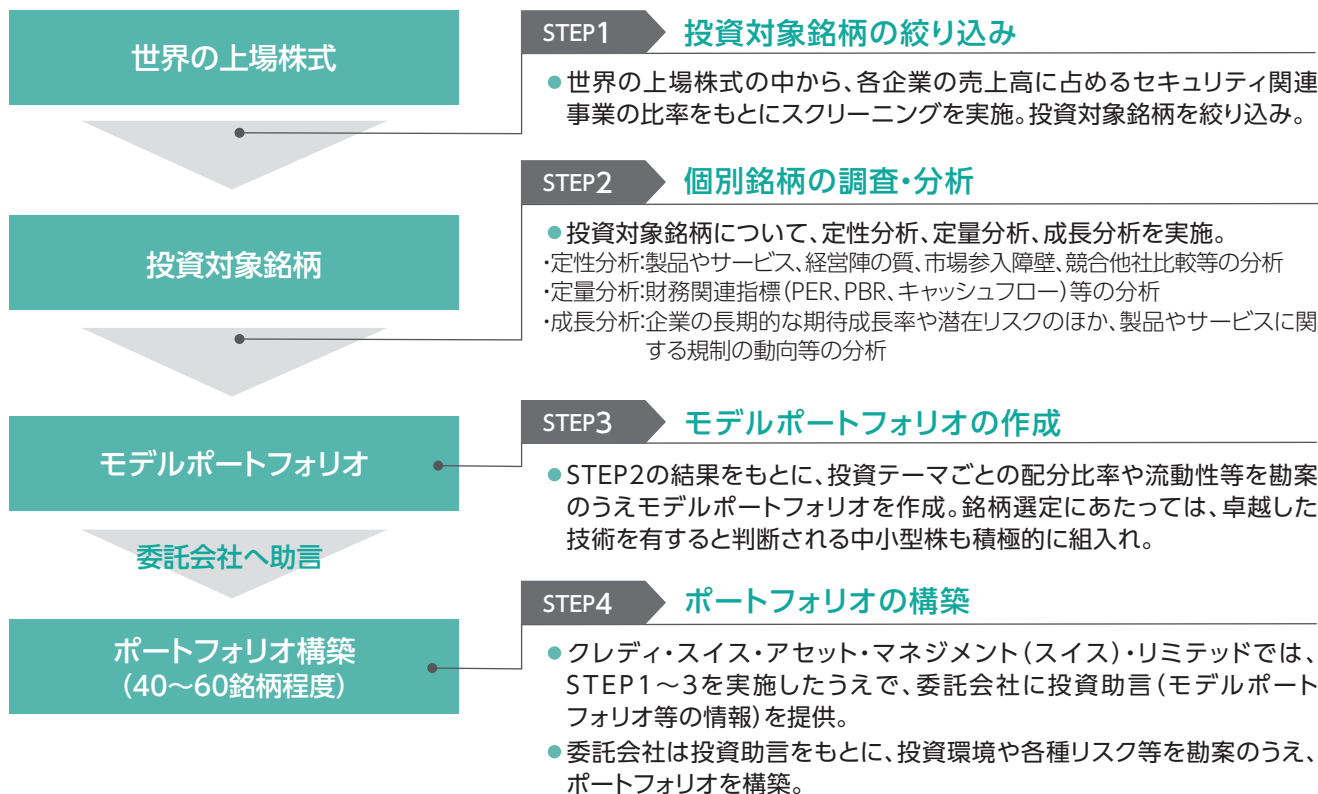 世界の上場株式
STEP1 投資対象銘柄の絞り込み
●世界の上場株式の中から、各企業の売上高に占めるセキュリティ関連
事業の比率をもとにスクリーニングを実施。投資対象銘柄を絞り込み。
投資対象銘柄
STEP2 個別銘柄の調査・分析
●投資対象銘柄について、定性分析、定量分析、成長分析を実施。
・定性分析:製品やサービス、経営陣の質、市場参入障壁、競合他社比較等の分析
・定量分析:財務関連指標(PER、PBR、キャッシュフロー)等の分析
・成長分析:企業の長期的な期待成長率や潜在リスクのほか、製品やサービスに関
する規制の動向等の分析
モデルポートフォリオ
STEP3 モデルポートフォリオの作成
●STEP2の結果をもとに、投資テーマごとの配分比率や流動性等を勘案
のうえモデルポートフォリオを作成。銘柄選定にあたっては、卓越した
技術を有すると判断される中小型株も積極的に組入れ。
委託会社へ助言
ポートフォリオ構築
(40〜60銘柄程度)
STEP4 ポートフォリオの構築
●クレディ・スイス・アセット・マネジメント(スイス)・リミテッドでは、
STEP1〜3を実施したうえで、委託会社に投資助言(モデルポート
フォリオ等の情報)を提供。
●委託会社は投資助言をもとに、投資環境や各種リスク等を勘案のうえ、
ポートフォリオを構築。